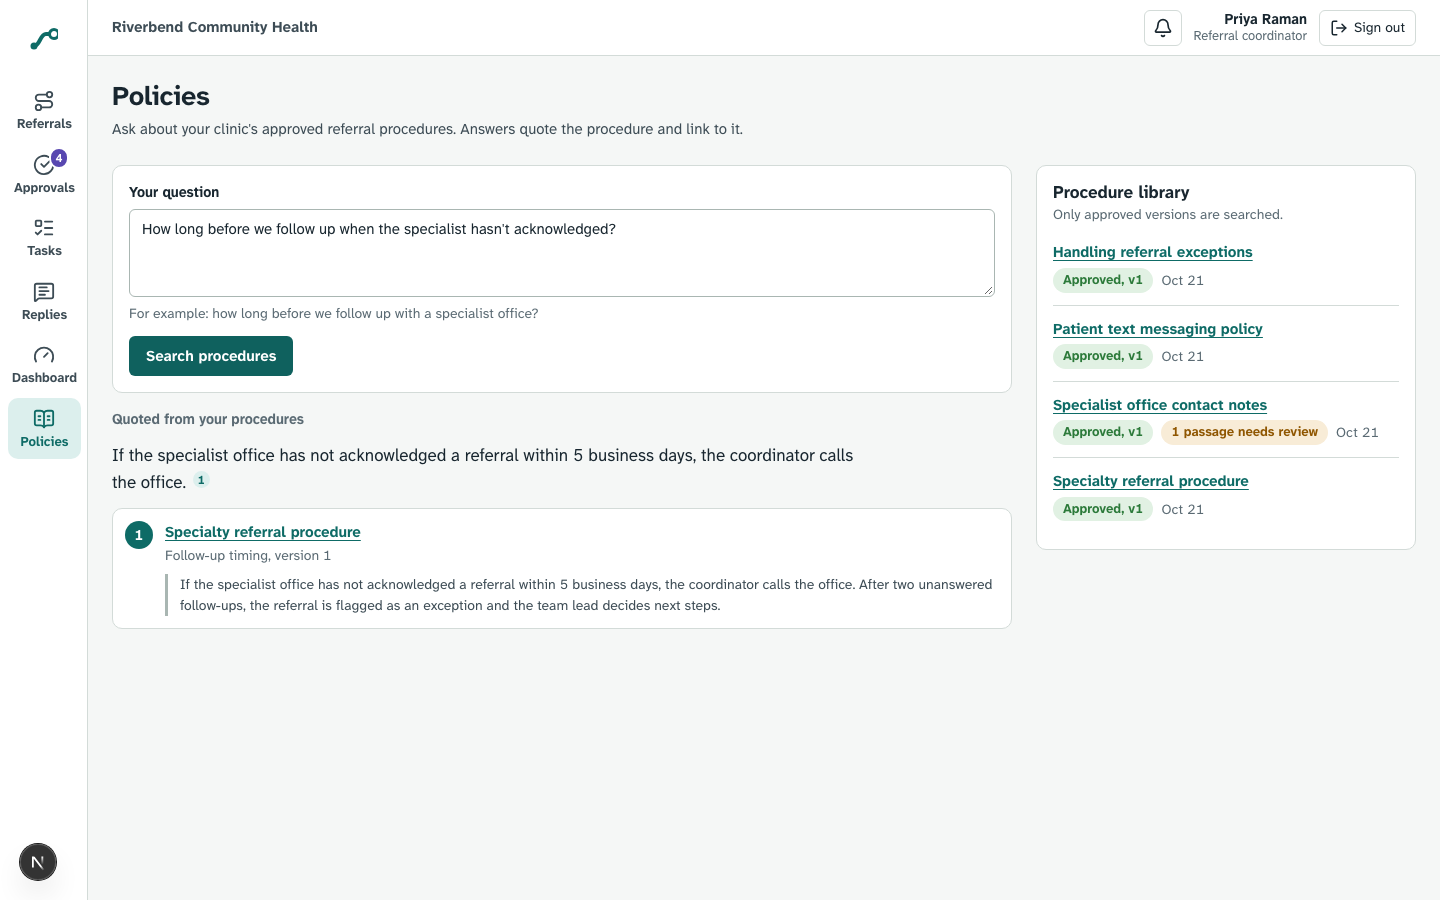 Riverbend Community Health
Priya Raman
Referral coordinator
Sign out
Referrals
4
Approvals
Tasks
Replies
Dashboard
Policies
N
Policies
Ask about your clinic's approved referral procedures. Answers quote the procedure and link to it.
Your question
How long before we follow up when the specialist hasn't acknowledged?
For example: how long before we follow up with a specialist office?
Search procedures
Quoted from your procedures
If the specialist office has not acknowledged a referral within 5 business days, the coordinator calls
the office. 1
1 Specialty referral procedure
Follow-up timing, version 1
If the specialist office has not acknowledged a referral within 5 business days, the coordinator calls the office. After two unanswered
follow-ups, the referral is flagged as an exception and the team lead decides next steps.
Procedure library
Only approved versions are searched.
Handling referral exceptions
Approved, v1 Oct 21
Patient text messaging policy
Approved, v1 Oct 21
Specialist office contact notes
Approved, v1 1 passage needs review Oct 21
Specialty referral procedure
Approved, v1 Oct 21